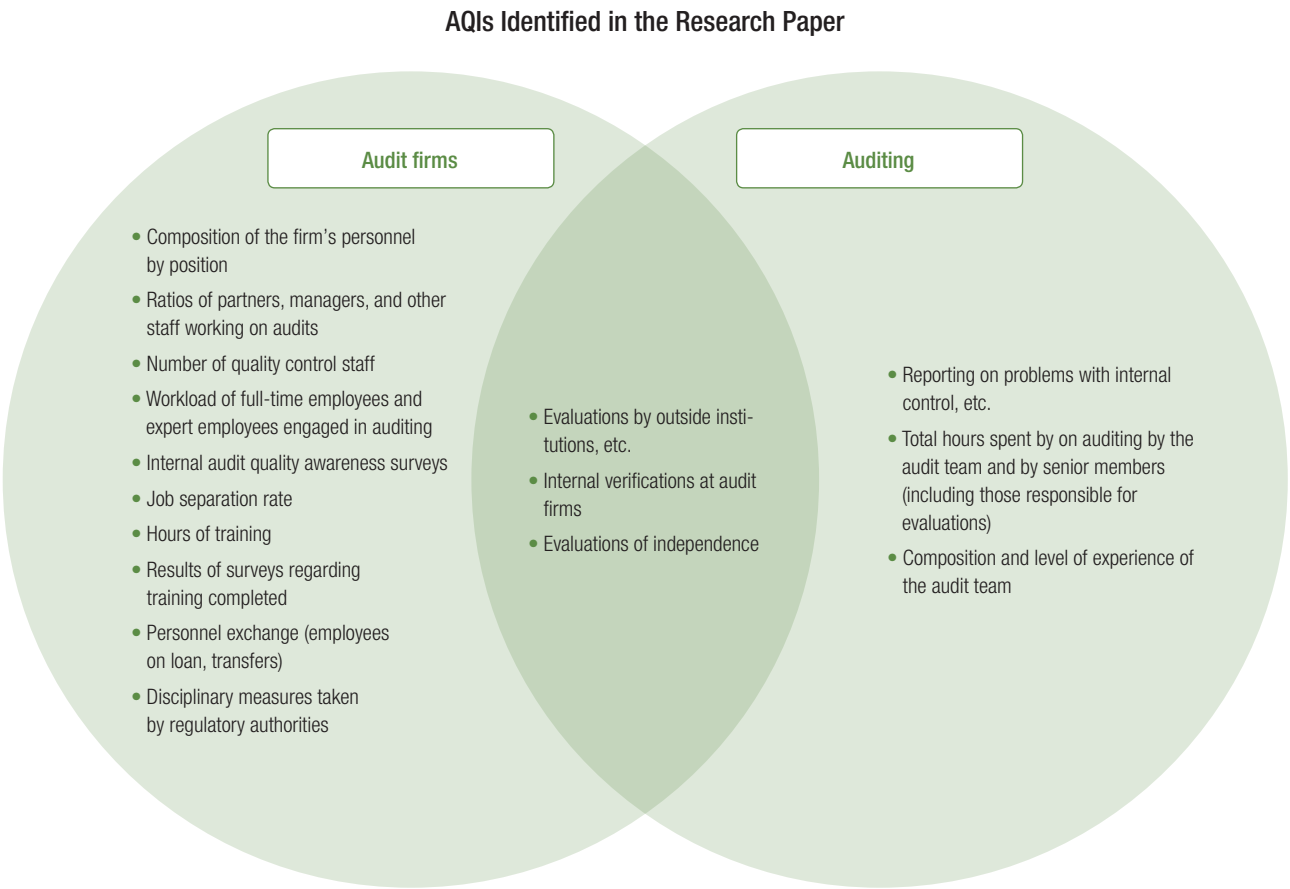 AQIs Identified in the Research Paper
Audit firms
• Composition of the firm's personnel
by position
• Ratios of partners, managers, and other
staff working on audits
• Number of quality control staff
• Workload of full-time employees and
expert employees engaged in auditing
• Internal audit quality awareness surveys
• Job separation rate
• Hours of training
• Results of surveys regarding
training completed
• Personnel exchange (employees
on loan, transfers)
• Disciplinary measures taken
by regulatory authorities
• Evaluations by outside insti-
tutions, etc.
• Internal verifications at audit
firms
• Evaluations of independence
Auditing
• Reporting on problems with internal
control, etc.
• Total hours spent by on auditing by the
audit team and by senior members
(including those responsible for
evaluations)
• Composition and level of experience of
the audit team